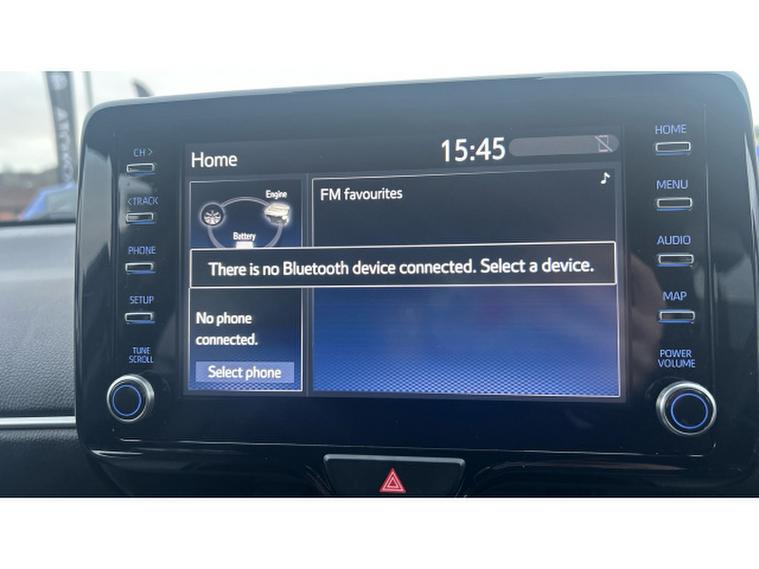 CH >
< TRACK
PHONE
SETUP
TUNE
SCROLL
Home
15:45
Engine
Battery
FM favourites
There is no Bluetooth device connected. Select a device.
No phone
connected.
Select phone
HOME
MENU
AUDIO
MAP
POWER
VOLUME